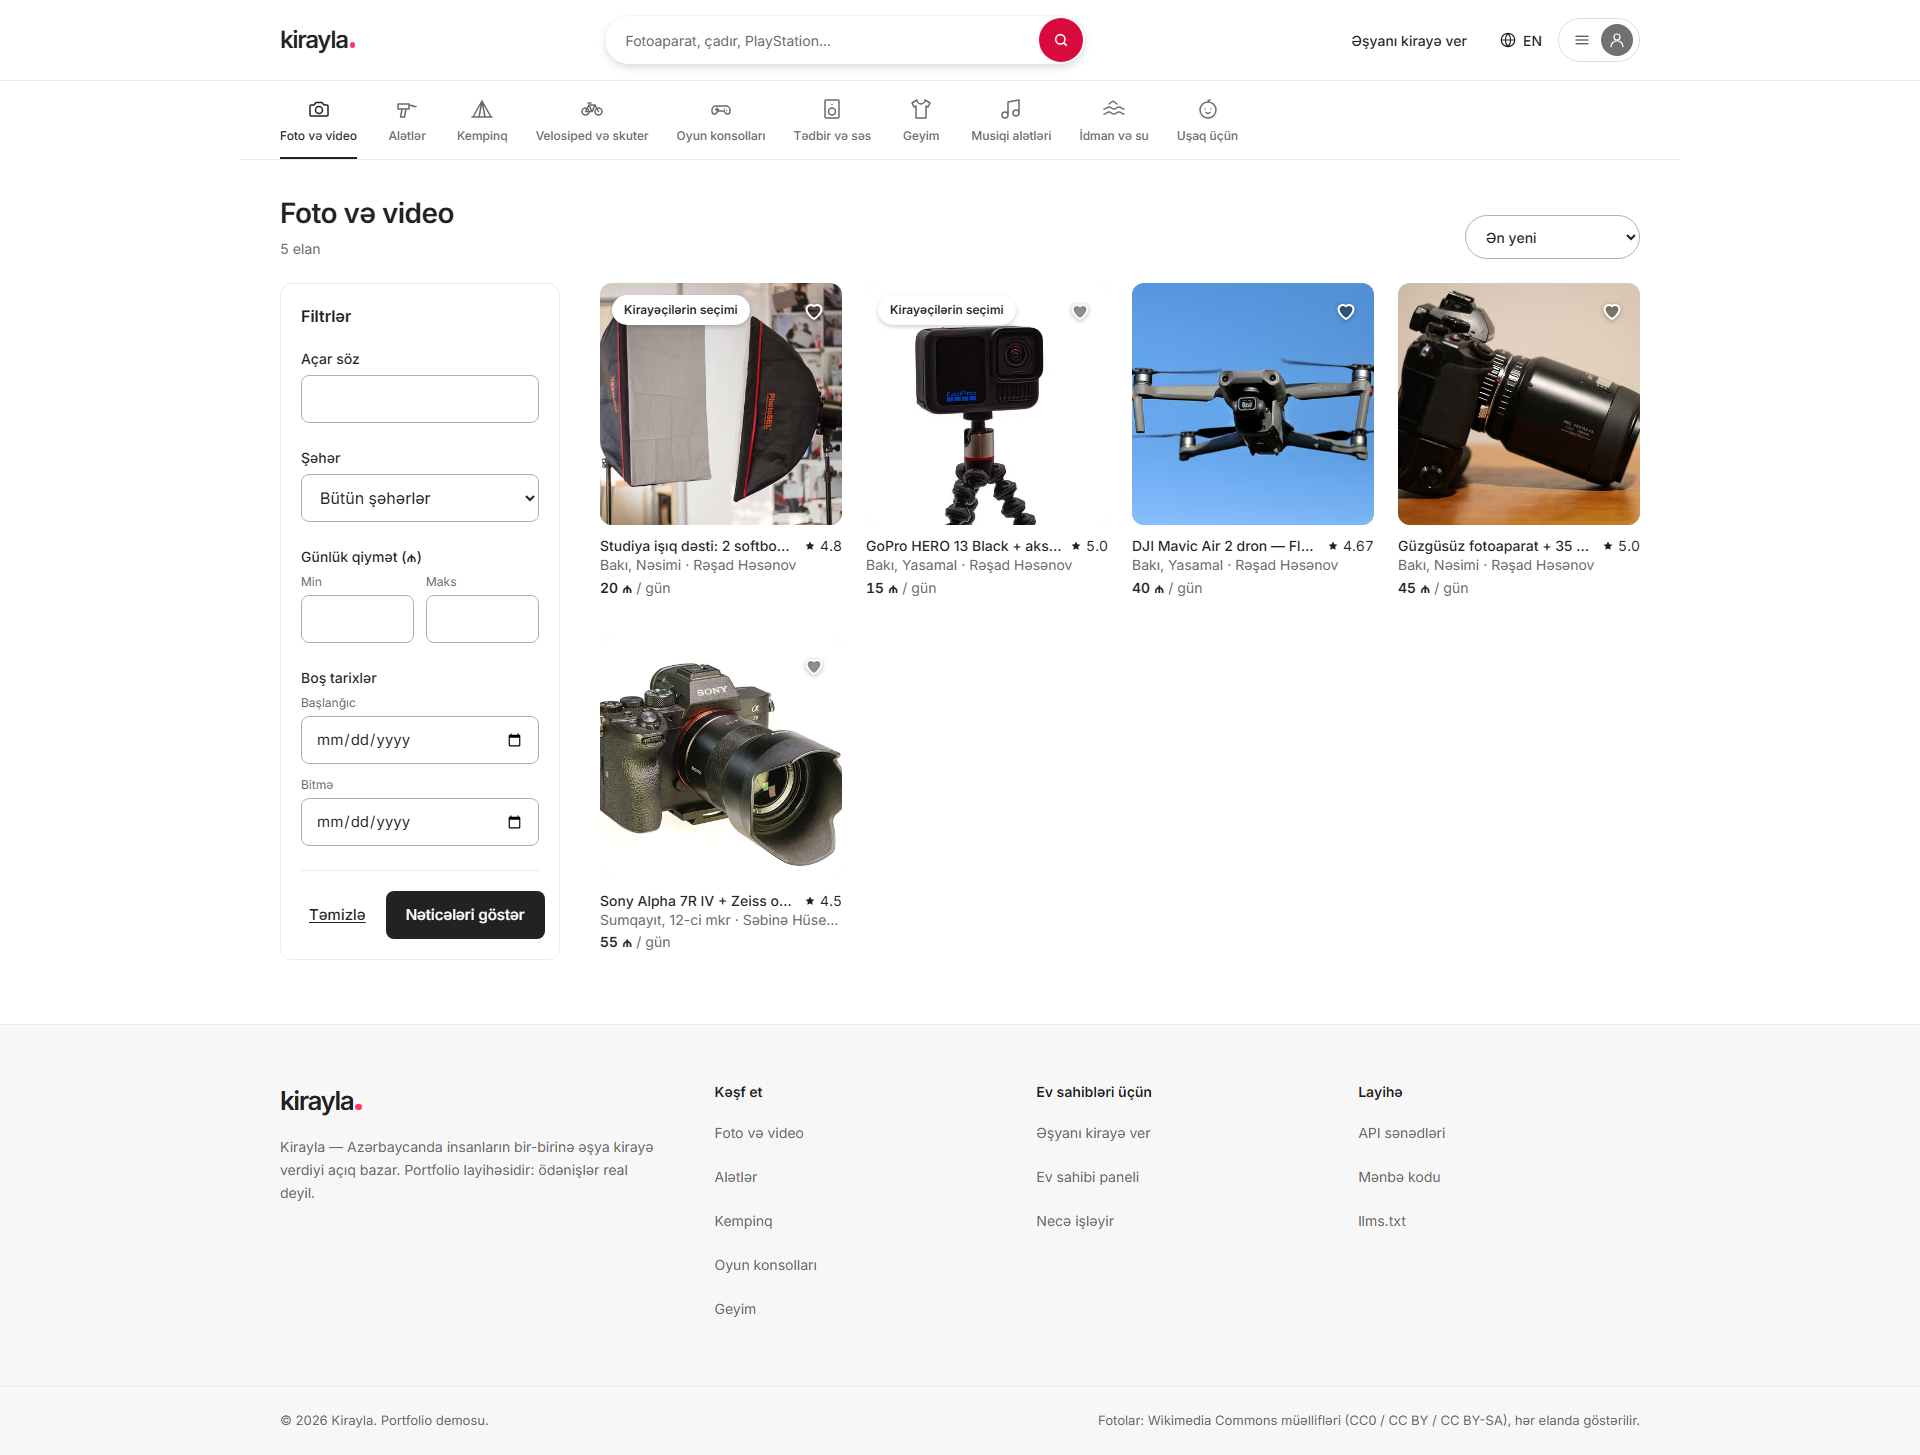 kirayla.
Fotoaparat, çadır, PlayStation...
Əşyanı kirayə ver
EN
Foto və video
Alətlər
Kempinq
Velosiped və skuter
Oyun konsolları
Tədbir və səs
Geyim
Musiqi alətləri
İdman və su
Uşaq üçün
Foto və video
5 elan
Ən yeni
Filtrlər
Açar söz
Şəhər
Bütün şəhərlər
Günlük qiymət (₼)
Min
Maks
Boş tarixlər
Başlanğıc
mm/dd/yyyy
Bitmə
mm/dd/yyyy
Təmizlə
Nəticələri göstər
Kirayəçilərin seçimi
Studiya işıq dəsti: 2 softbo... ★ 4.8
Bakı, Nəsimi · Rəşad Həsənov
20 ₼ / gün
Kirayəçilərin seçimi
GoPro
GoPro HERO 13 Black + aks... ★ 5.0
Bakı, Yasamal · Rəşad Həsənov
15 ₼ / gün
DJI Mavic Air 2 dron — Fl... ★ 4.67
Bakı, Yasamal · Rəşad Həsənov
40 ₼ / gün
Güzgüsüz fotoaparat + 35 ... ★ 5.0
Bakı, Nəsimi · Rəşad Həsənov
45 ₼ / gün
SONY
Sony Alpha 7R IV + Zeiss o... ★ 4.5
Sumqayıt, 12-ci mkr · Səbinə Hüse...
55 ₼ / gün
kirayla.
Kirayla — Azərbaycanda insanların bir-birinə əşya kirayə
verdiyi açıq bazar. Portfolio layihəsidir: ödənişlər real
deyil.
Kəşf et
Foto və video
Alətlər
Kempinq
Oyun konsolları
Geyim
Ev sahibləri üçün
Əşyanı kirayə ver
Ev sahibi paneli
Necə işləyir
Layihə
API sənədləri
Mənbə kodu
llms.txt
© 2026 Kirayla. Portfolio demosu.
Fotolar: Wikimedia Commons müəllifləri (CC0 / CC BY / CC BY-SA), hər elanda göstərilir.